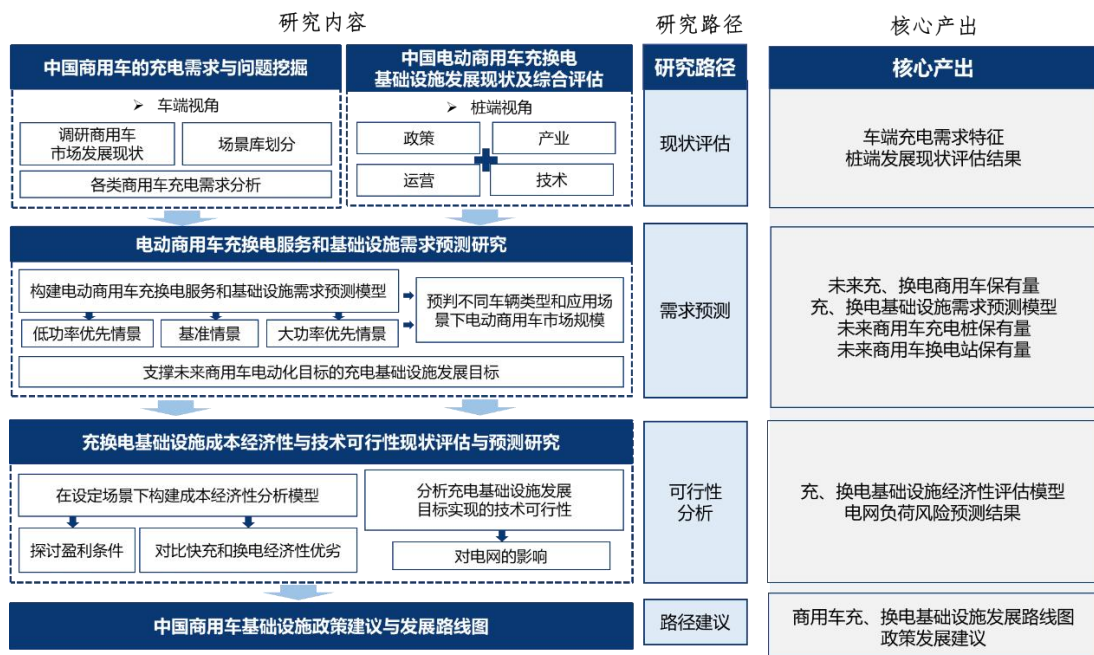 研究内容
研究路径
核心产出
中国商用车的充电需求与问题挖掘
中国电动商用车充换电
基础设施发展现状及综合评估
研究路径
核心产出
➢ 车端视角
调研商用车
市场发展现状
场景库划分
各类商用车充电需求分析
➢ 桩端视角
政策
产业
运营
技术
现状评估
车端充电需求特征
桩端发展现状评估结果
电动商用车充换电服务和基础设施需求预测研究
构建电动商用车充换电服务和基础设施需求预测模型
低功率优先情景
基准情景
大功率优先情景
预判不同车辆类型和应用场
景下电动商用车市场规模
支撑未来商用车电动化目标的充电基础设施发展目标
需求预测
未来充、换电商用车保有量
充、换电基础设施需求预测模型
未来商用车充电桩保有量
未来商用车换电站保有量
充换电基础设施成本经济性与技术可行性现状评估与预测研究
在设定场景下构建成本经济性分析模型
探讨盈利条件
对比快充和换电经济性优劣
分析充电基础设施发展
目标实现的技术可行性
对电网的影响
可行性
分析
充、换电基础设施经济性评估模型
电网负荷风险预测结果
中国商用车基础设施政策建议与发展路线图
路径建议
商用车充、换电基础设施发展路线图
政策发展建议